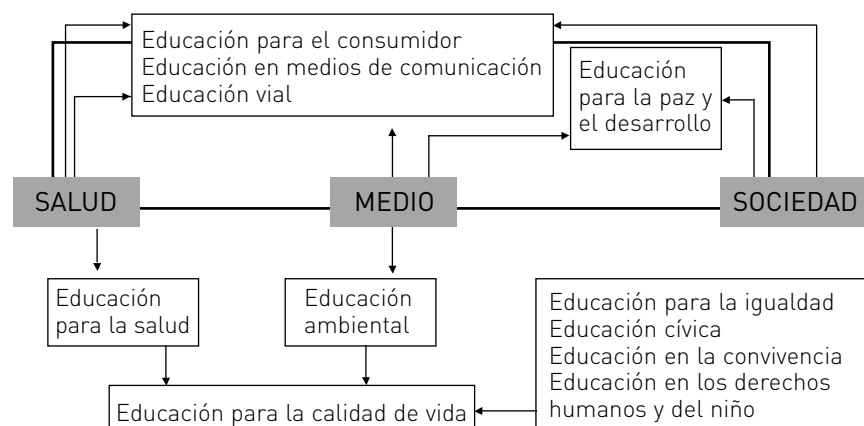 Educación para el consumidor
Educación en medios de comunicación
Educación vial
Educación
para la paz y
el desarrollo
SALUD
MEDIO
SOCIEDAD
Educación
para la salud
Educación
ambiental
Educación para la igualdad
Educación cívica
Educación en la convivencia
Educación en los derechos
humanos y del niño
Educación para la calidad de vida